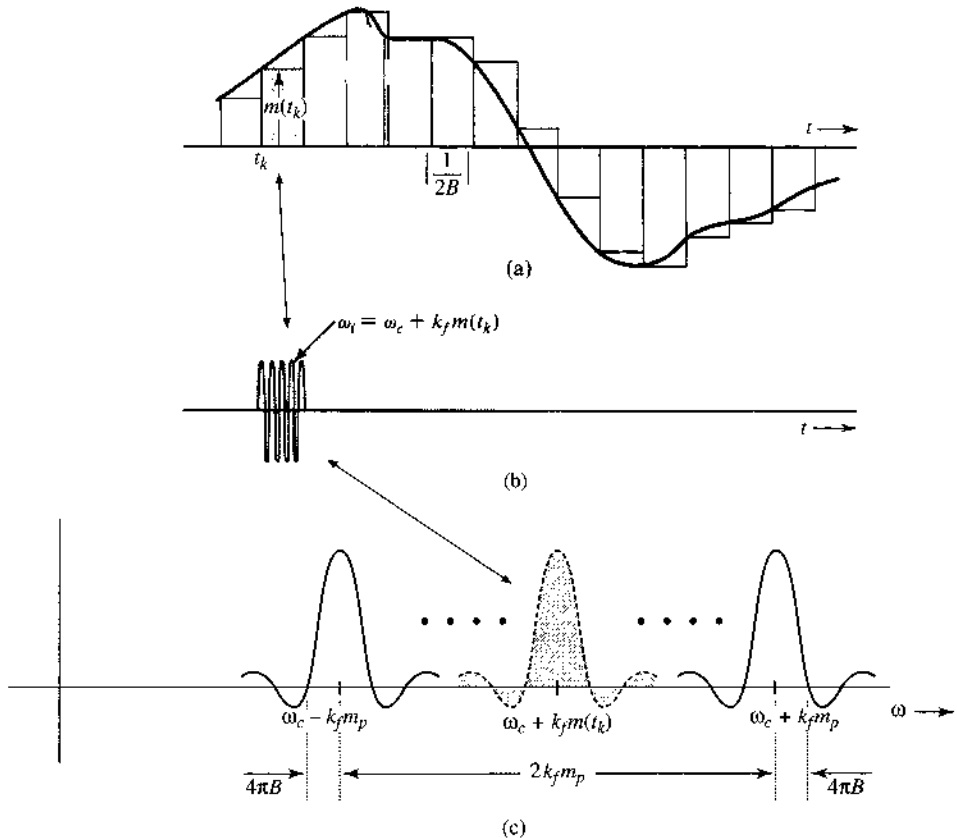 m(t_k)
t
t_k
1/2B
(a)
ω_i = ω_c + k_f m(t_k)
t
(b)
ω_c − k_f m_p
ω_c + k_f m(t_k)
ω_c + k_f m_p
ω
4πB
2k_f m_p
4πB
(c)